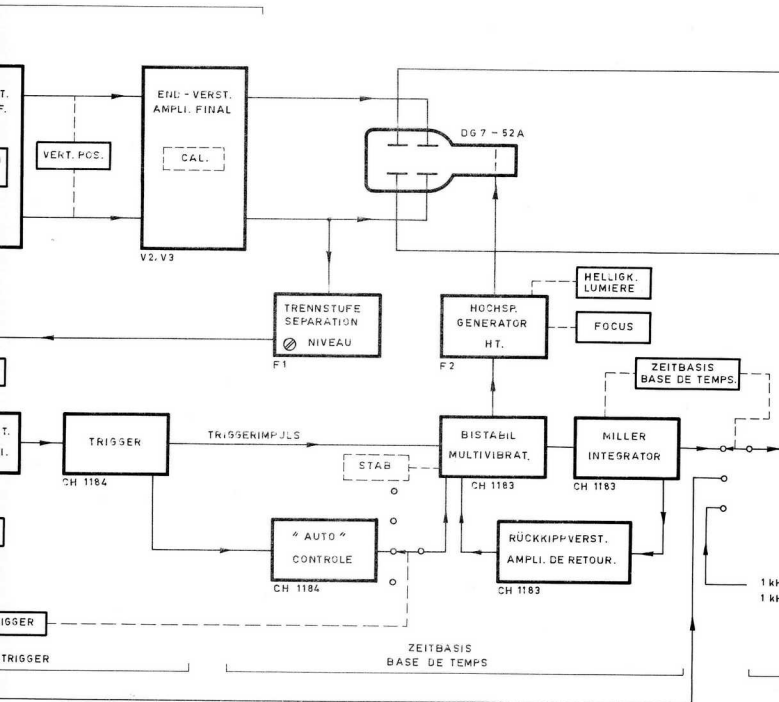 T.
F.
VERT. POS.
END - VERST.
AMPLI. FINAL
CAL.
V2, V3
DG 7 - 52A
TRENNSTUFE
SEPARATION
NIVEAU
F1
HOCHSP.
GENERATOR
HT.
F2
HELLIGK.
LUMIERE
FOCUS
ZEITBASIS
BASE DE TEMPS.
T.
I.
TRIGGER
CH 1184
TRIGGERIMPULS
STAB
BISTABIL
MULTIVIBRAT.
CH 1183
MILLER
INTEGRATOR
CH 1183
" AUTO "
CONTROLE
CH 1184
RÜCKKIPPVERST.
AMPLI. DE RETOUR.
CH 1183
1 kH
1 kH
IGGER
TRIGGER
ZEITBASIS
BASE DE TEMPS